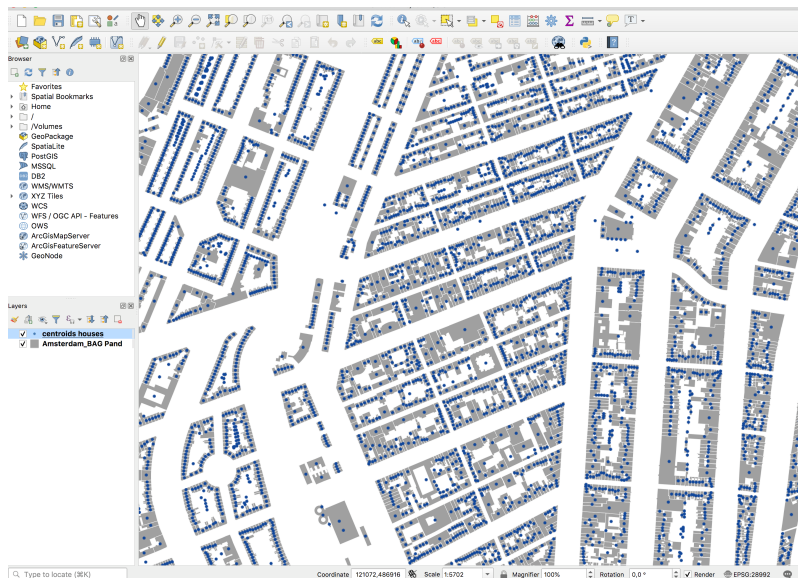 Browser
Favorites
Spatial Bookmarks
Home
/
/Volumes
GeoPackage
SpatiaLite
PostGIS
MSSQL
DB2
WMS/WMTS
XYZ Tiles
WCS
WFS / OGC API - Features
OWS
ArcGisMapServer
ArcGisFeatureServer
GeoNode
Layers
centroids houses
Amsterdam_BAG Pand
Type to locate (⌘K)
Coordinate 121072,486916 Scale 1:5702 Magnifier 100% Rotation 0,0 ° Render EPSG:28992